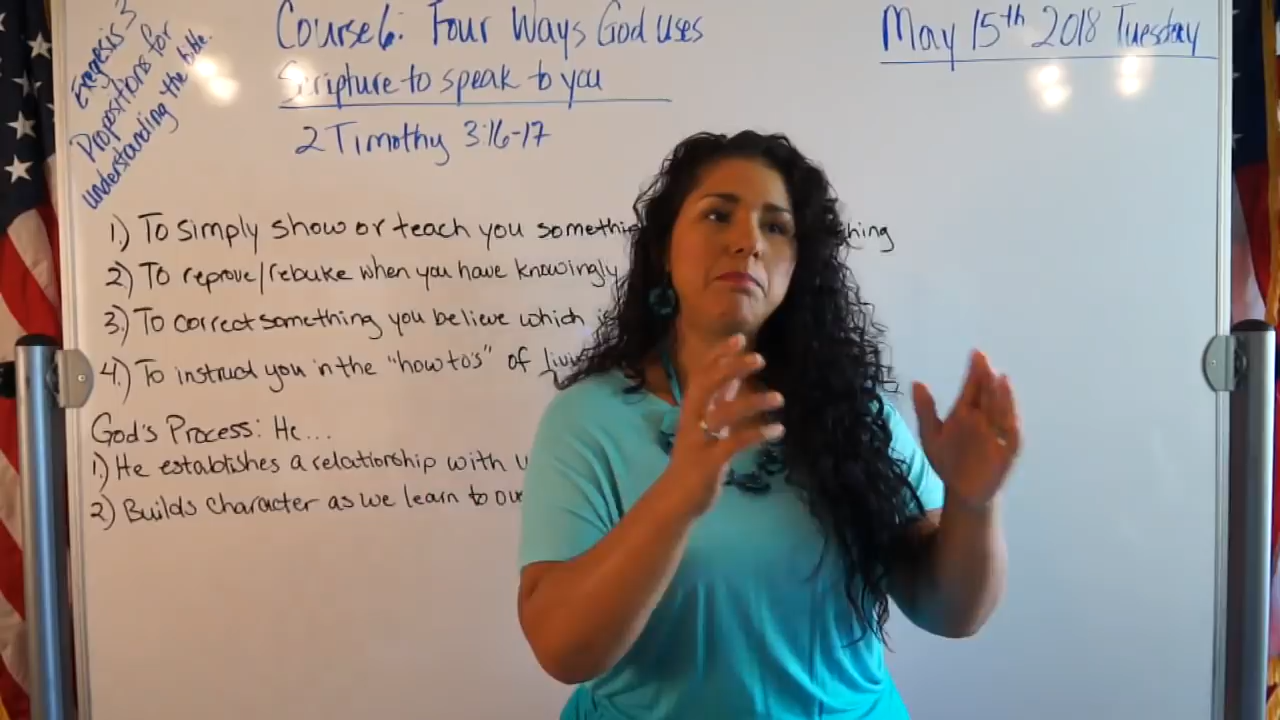 Exegesis 3
Propositions for
understanding the bible.
Course 6: Four Ways God uses
Scripture to speak to you
2 Timothy 3:16-17
May 15th 2018 Tuesday
1.) To simply show or teach you
2) To reprove/rebuke when you have knowingly
3.) To correct something you believe which
4.) To instruct you in the "how to's" of
God's Process: He...
1.) He establishes a relationship with
2.) Builds Character as we learn to